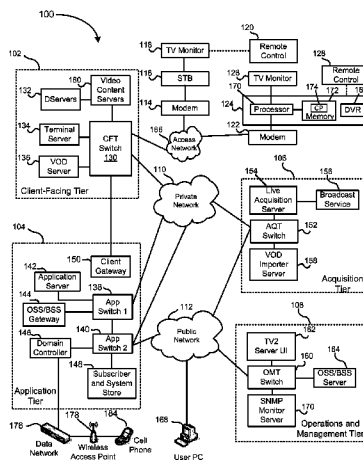 100
102
Video Content Servers
180
132
DServers
134
Terminal Server
CFT Switch
130
136
VOD Server
Client-Facing Tier
118
TV Monitor
116
STB
114
Modem
166
Access Network
120
Remote Control
126
TV Monitor
170
124
Processor
174
172
CP
Memory
128
Remote Control
DVR
122
Modem
110
Private Network
106
154
Live Acquisition Server
156
Broadcast Service
AQT Switch
152
VOD Importer Server
158
Acquisition Tier
104
150
Client Gateway
142
Application Server
138
App Switch 1
144
OSS/BSS Gateway
140
App Switch 2
146
Domain Controller
148
Subscriber and System Store
Application Tier
112
Public Network
108
162
TV2 Server UI
160
OMT Switch
164
OSS/BSS Server
SNMP Monitor Server
170
Operations and Management Tier
178
184
176
Data Network
Wireless Access Point
Cell Phone
168
User PC